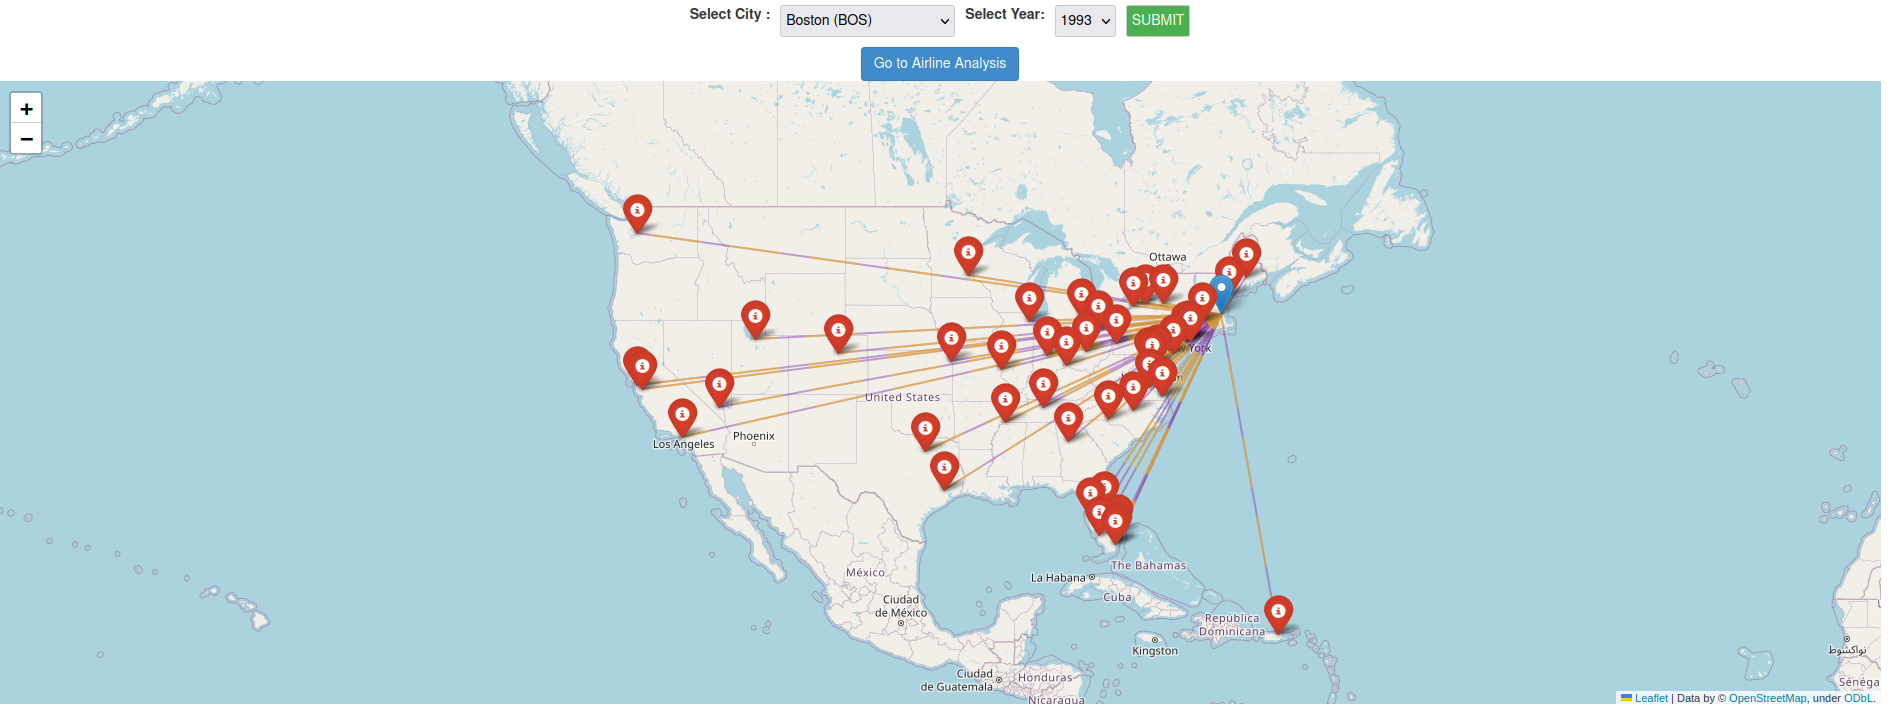 Select City : Boston (BOS) Select Year: 1993 SUBMIT
Go to Airline Analysis
+
−
Ottawa
York
United States
Phoenix
Los Angeles
México
Ciudad
de México
La Habana
The Bahamas
Cuba
República
Dominicana
Kingston
Ciudad
de Guatemala
Honduras
Nicaragua
نواكشوط
Sénéga
Leaflet | Data by © OpenStreetMap, under ODbL.